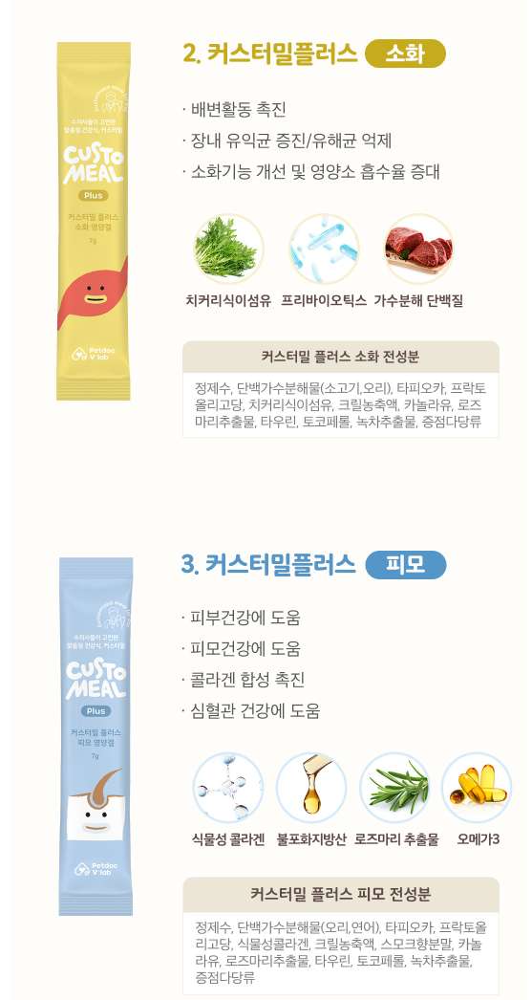 2. 커스터밀플러스 소화
수의사들이 고민한
맞춤형 건강식, 커스터밀
CUSTO
MEAL
Plus
커스터밀 플러스
소화 영양겔
7g
Petdoc
V lab
· 배변활동 촉진
· 장내 유익균 증진/유해균 억제
· 소화기능 개선 및 영양소 흡수율 증대
치커리식이섬유 프리바이오틱스 가수분해 단백질
커스터밀 플러스 소화 전성분
정제수, 단백가수분해물(소고기,오리), 타피오카, 프락토
올리고당, 치커리식이섬유, 크릴농축액, 카놀라유, 로즈
마리추출물, 타우린, 토코페롤, 녹차추출물, 증점다당류
3. 커스터밀플러스 피모
수의사들이 고민한
맞춤형 건강식, 커스터밀
CUSTO
MEAL
Plus
커스터밀 플러스
피모 영양겔
7g
Petdoc
V lab
· 피부건강에 도움
· 피모건강에 도움
· 콜라겐 합성 촉진
· 심혈관 건강에 도움
식물성 콜라겐 불포화지방산 로즈마리 추출물 오메가3
커스터밀 플러스 피모 전성분
정제수, 단백가수분해물(오리,연어), 타피오카, 프락토올
리고당, 식물성콜라겐, 크릴농축액, 스모크향분말, 카놀
라유, 로즈마리추출물, 타우린, 토코페롤, 녹차추출물,
증점다당류